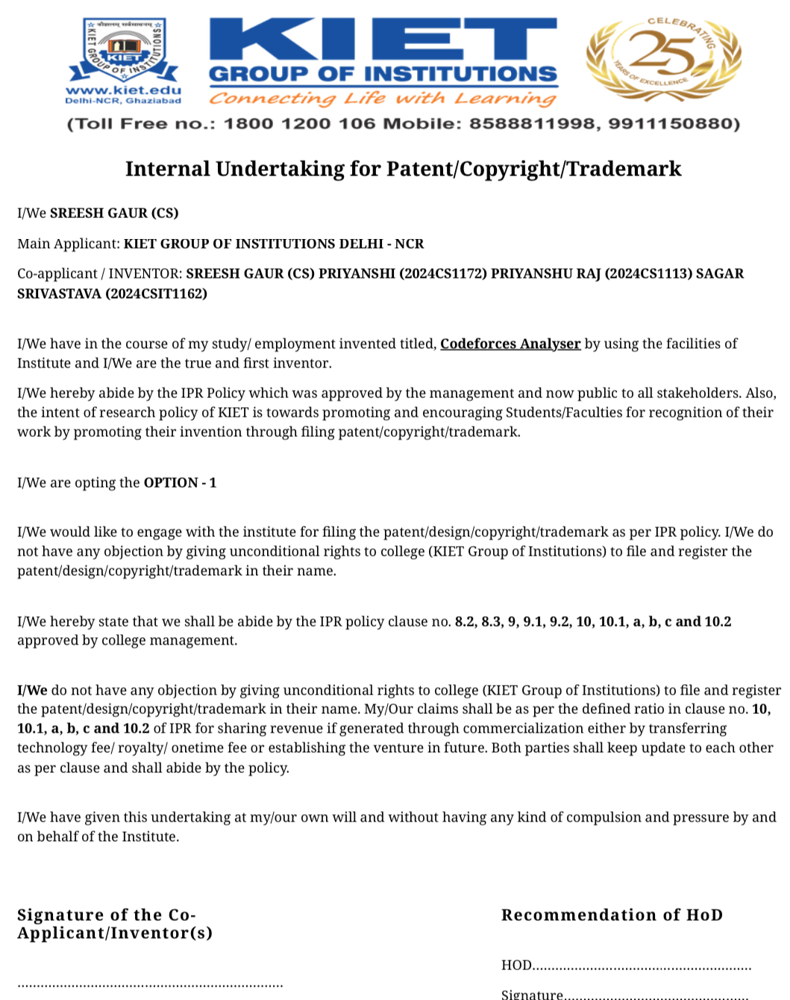 कौशलम् सर्वसाधनम्
KIET GROUP OF INSTITUTIONS
KIET
www.kiet.edu
Delhi-NCR, Ghaziabad
KIET
GROUP OF INSTITUTIONS
Connecting Life with Learning
CELEBRATING
25
YEARS OF EXCELLENCE
(Toll Free no.: 1800 1200 106 Mobile: 8588811998, 9911150880)
Internal Undertaking for Patent/Copyright/Trademark
I/We SREESH GAUR (CS)
Main Applicant: KIET GROUP OF INSTITUTIONS DELHI - NCR
Co-applicant / INVENTOR: SREESH GAUR (CS) PRIYANSHI (2024CS1172) PRIYANSHU RAJ (2024CS1113) SAGAR
SRIVASTAVA (2024CSIT1162)
I/We have in the course of my study/ employment invented titled, Codeforces Analyser by using the facilities of
Institute and I/We are the true and first inventor.
I/We hereby abide by the IPR Policy which was approved by the management and now public to all stakeholders. Also,
the intent of research policy of KIET is towards promoting and encouraging Students/Faculties for recognition of their
work by promoting their invention through filing patent/copyright/trademark.
I/We are opting the OPTION - 1
I/We would like to engage with the institute for filing the patent/design/copyright/trademark as per IPR policy. I/We do
not have any objection by giving unconditional rights to college (KIET Group of Institutions) to file and register the
patent/design/copyright/trademark in their name.
I/We hereby state that we shall be abide by the IPR policy clause no. 8.2, 8.3, 9, 9.1, 9.2, 10, 10.1, a, b, c and 10.2
approved by college management.
I/We do not have any objection by giving unconditional rights to college (KIET Group of Institutions) to file and register
the patent/design/copyright/trademark in their name. My/Our claims shall be as per the defined ratio in clause no. 10,
10.1, a, b, c and 10.2 of IPR for sharing revenue if generated through commercialization either by transferring
technology fee/ royalty/ onetime fee or establishing the venture in future. Both parties shall keep update to each other
as per clause and shall abide by the policy.
I/We have given this undertaking at my/our own will and without having any kind of compulsion and pressure by and
on behalf of the Institute.
Signature of the Co-
Applicant/Inventor(s)
.....................................................................
Recommendation of HoD
HOD.........................................................
Signature................................................